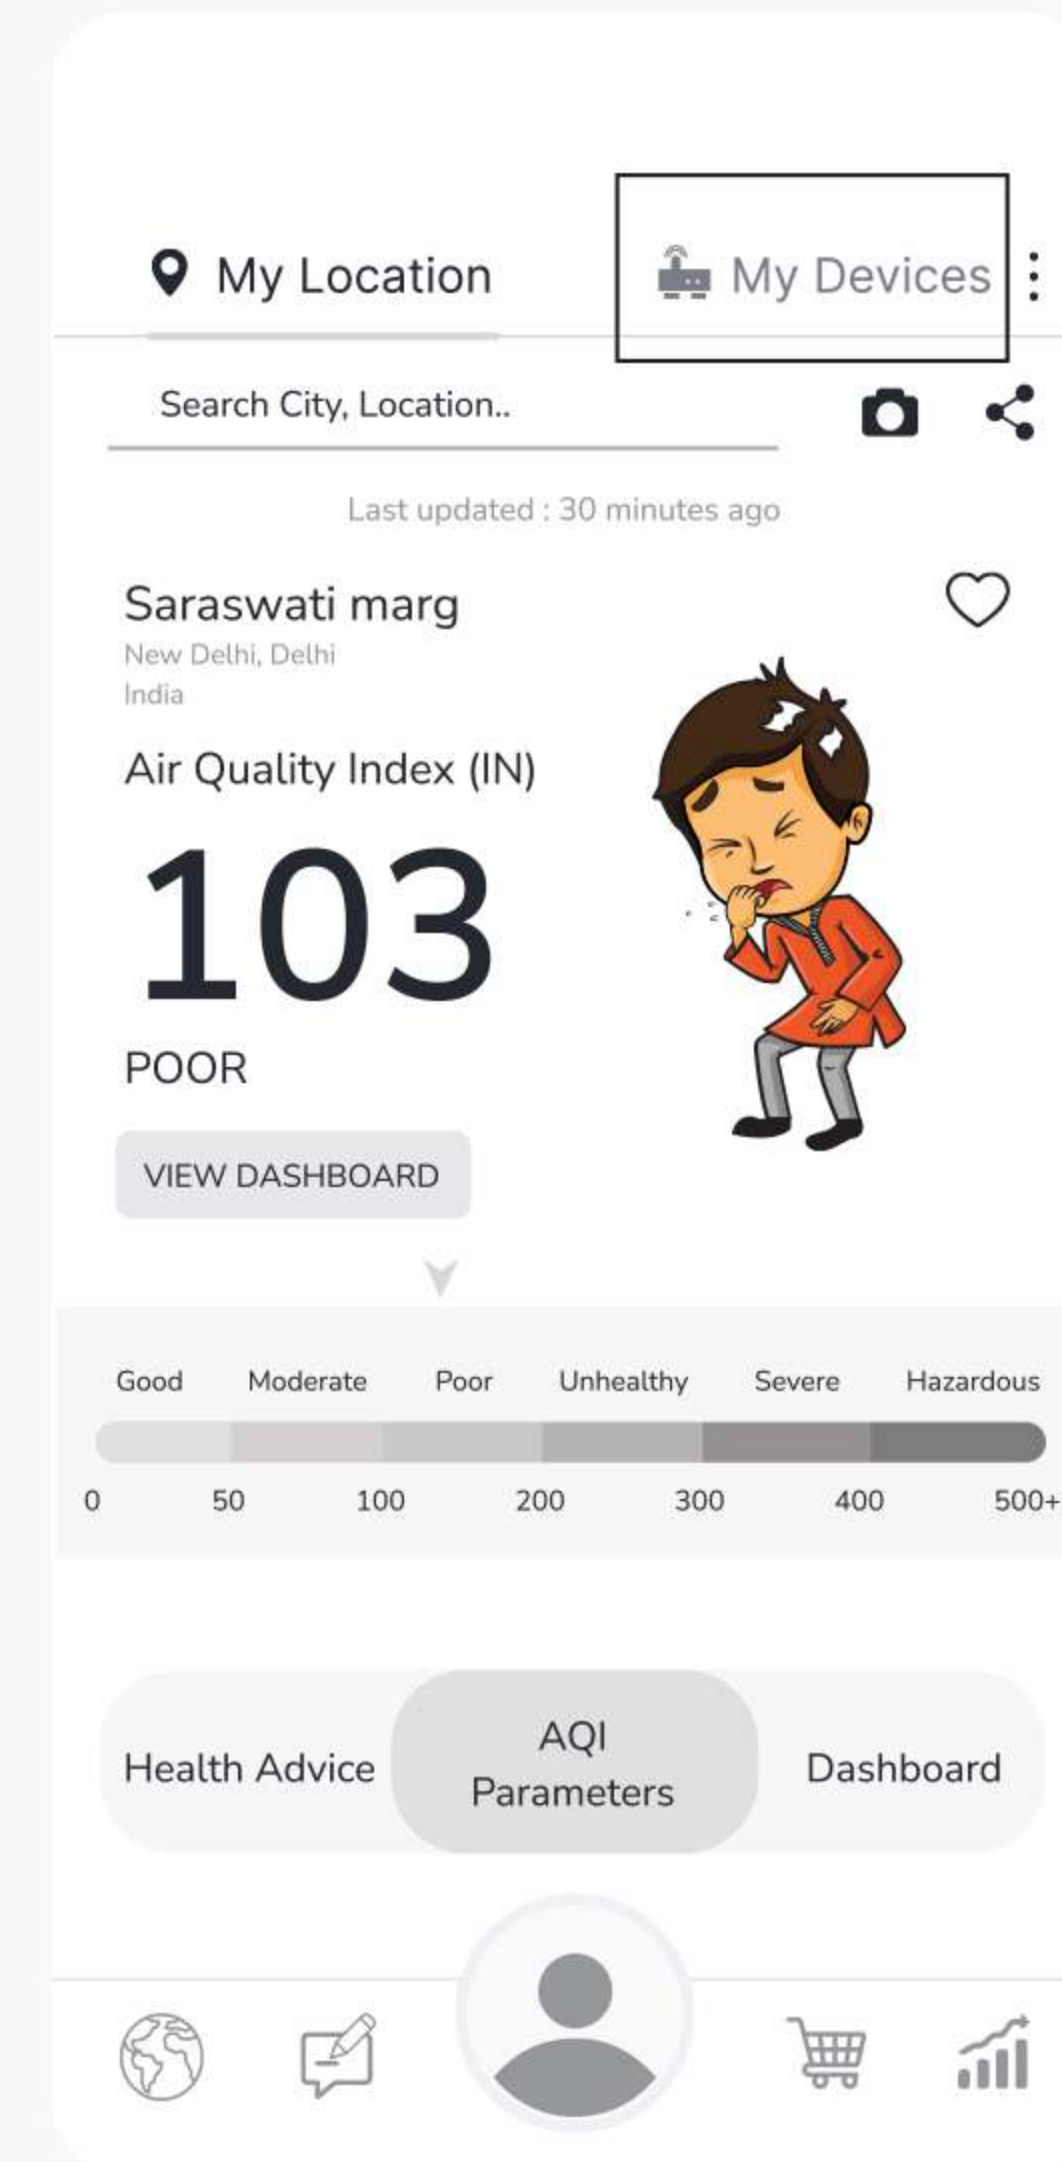 My Location
My Devices
Search City, Location..
Last updated : 30 minutes ago
Saraswati marg
New Delhi, Delhi
India
Air Quality Index (IN)
103
POOR
VIEW DASHBOARD
Good Moderate Poor Unhealthy Severe Hazardous
0 50 100 200 300 400 500+
Health Advice
AQI
Parameters
Dashboard